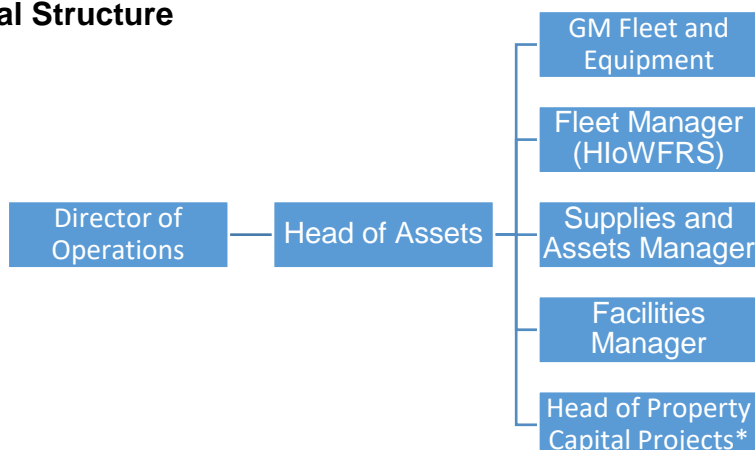 al Structure
GM Fleet and
Equipment
Fleet Manager
(HIoWFRS)
Director of
Operations
Head of Assets
Supplies and
Assets Manager
Facilities
Manager
Head of Property
Capital Projects*